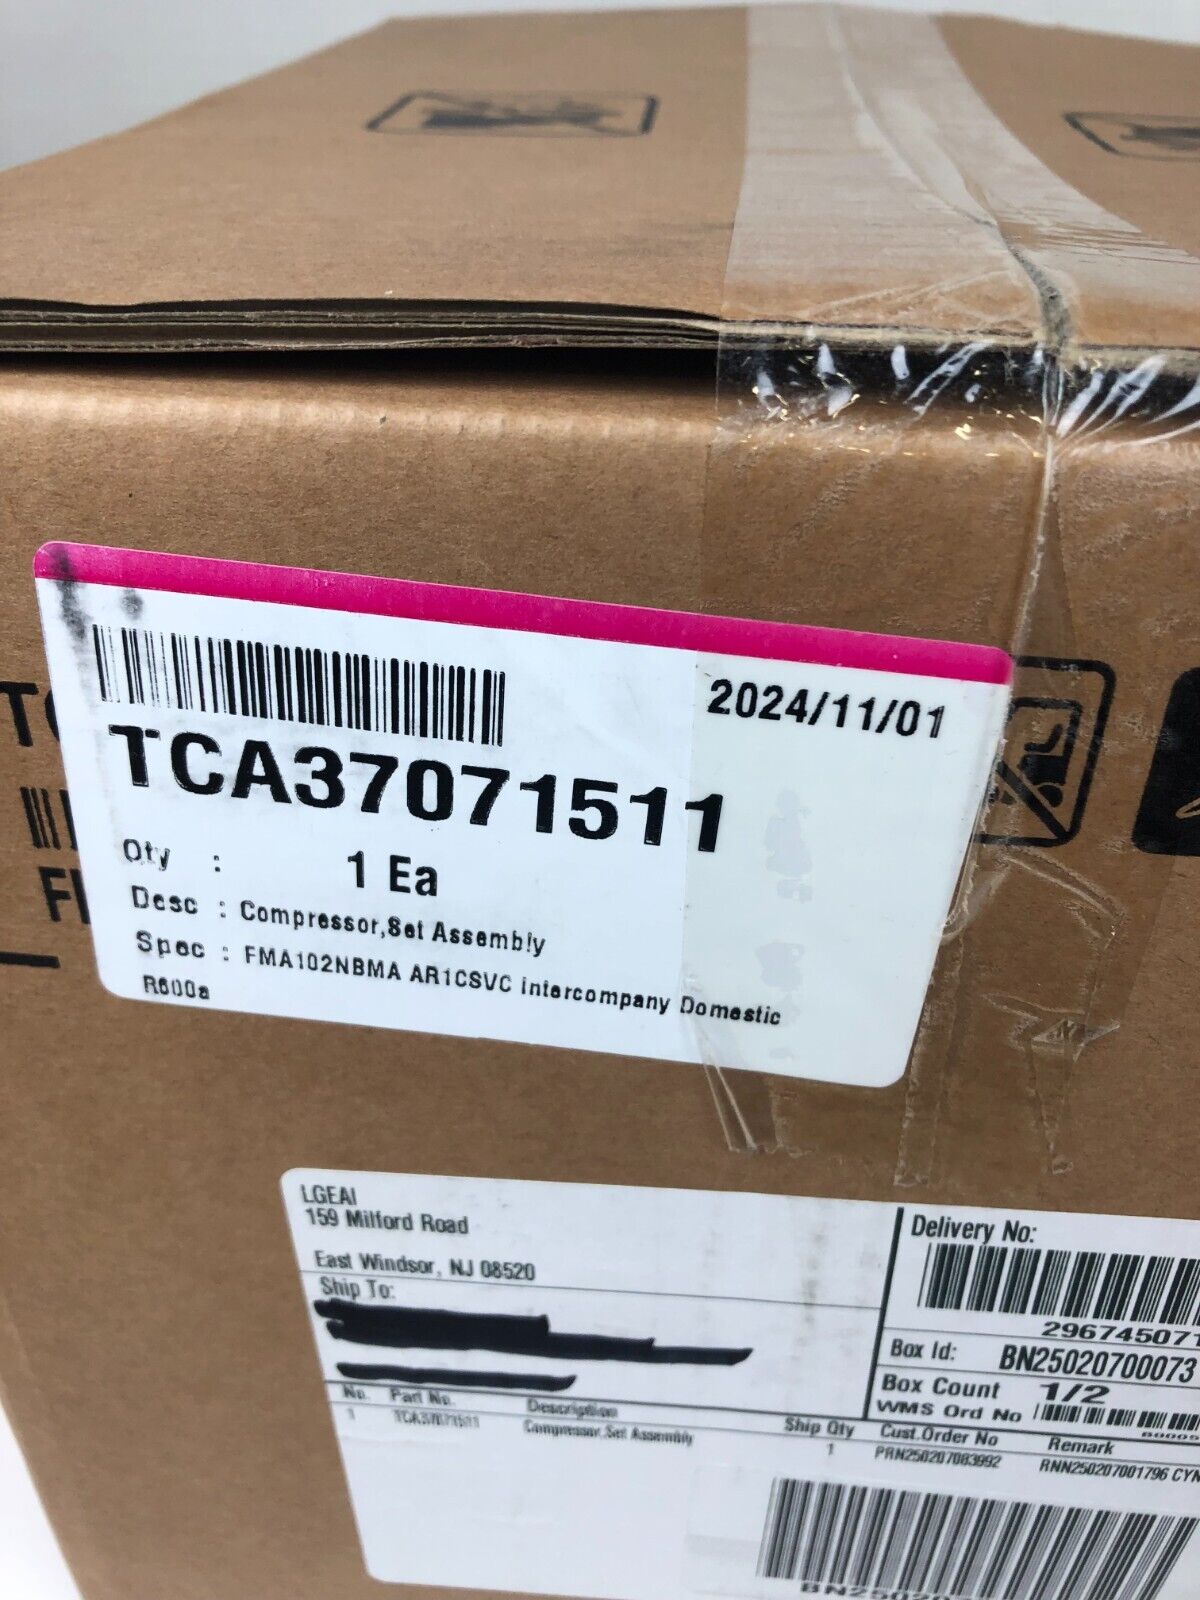 2024/11/01
TCA37071511
Qty : 1 Ea
Desc : Compressor,Set Assembly
Spec : FMA102NBMA AR1CSVC intercompany Domestic
R600a
LGEAI
159 Milford Road
East Windsor, NJ 08520
Ship To:
Delivery No:
296745071
Box Id: BN25020700073
Box Count 1/2
WMS Ord No
No. Part No. Description Ship Qty Cust.Order No Remark
1 TCA37071511 Compressor,Set Assembly 1 PRN250207083992 RNN250207001796 CYN